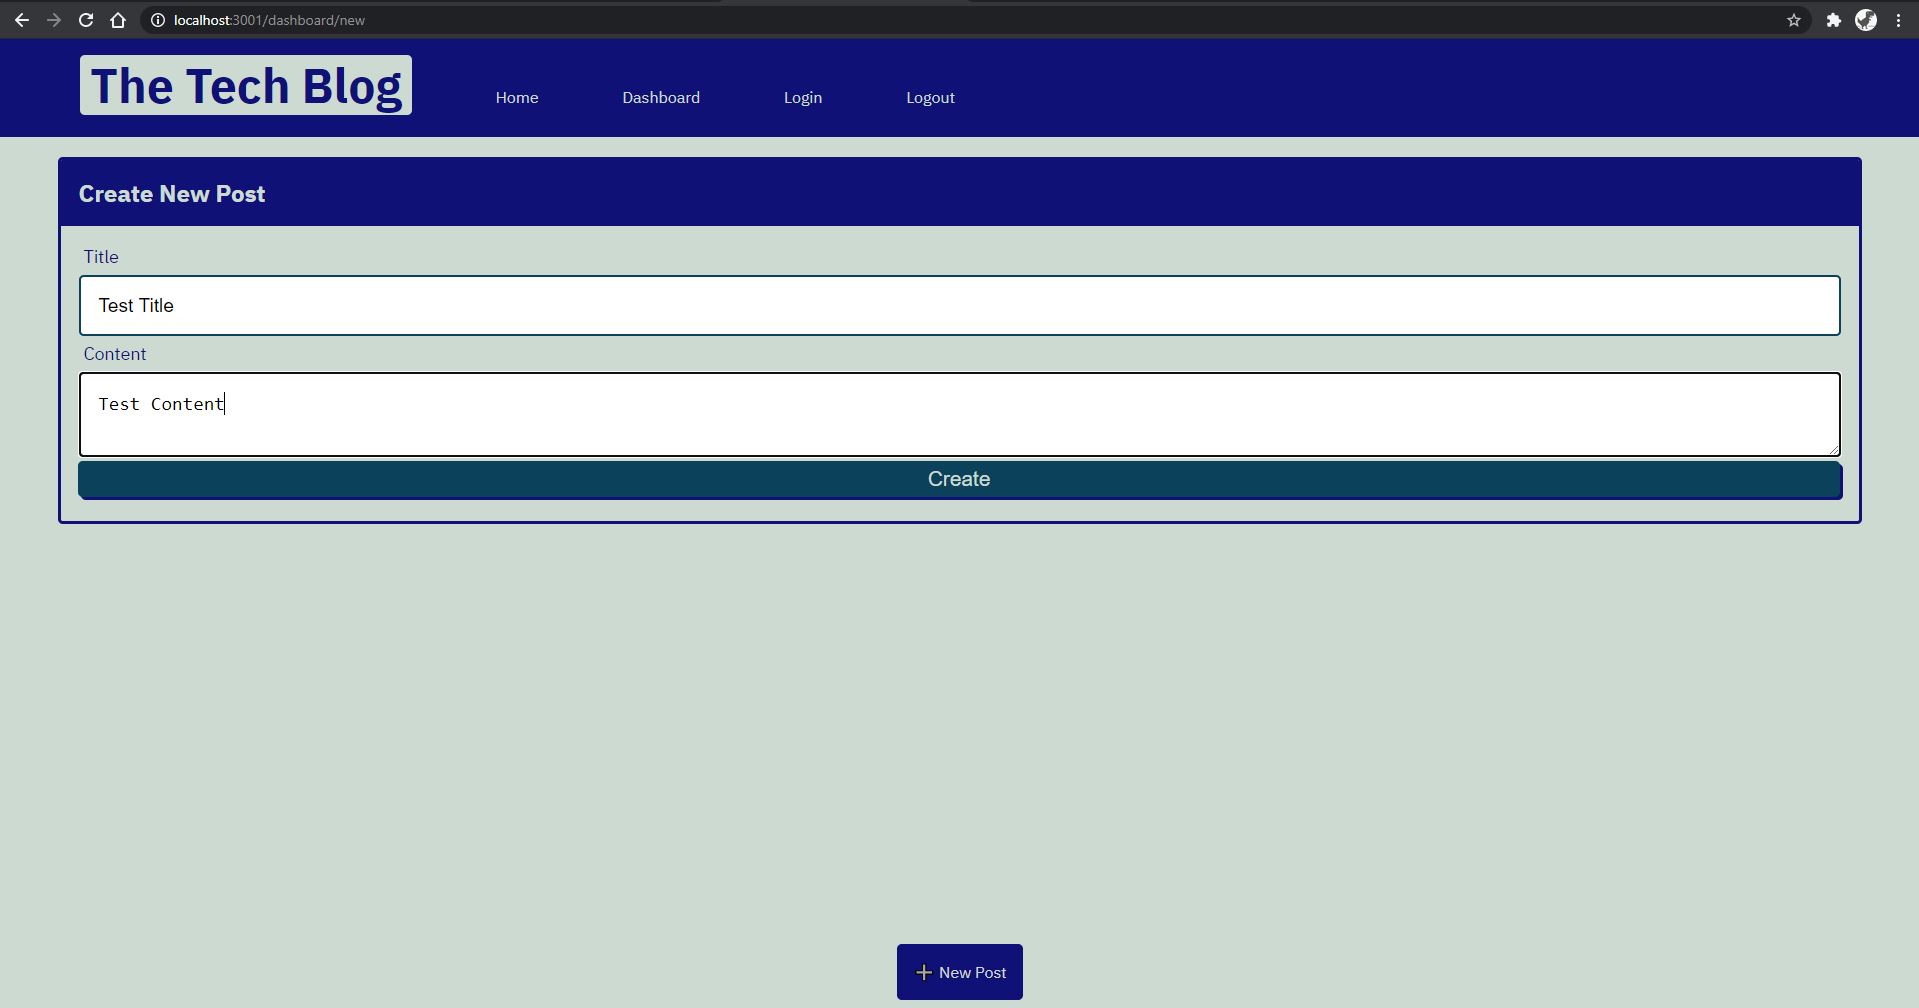 localhost:3001/dashboard/new
The Tech Blog
Home Dashboard Login Logout
Create New Post
Title
Test Title
Content
Test Content
Create
New Post